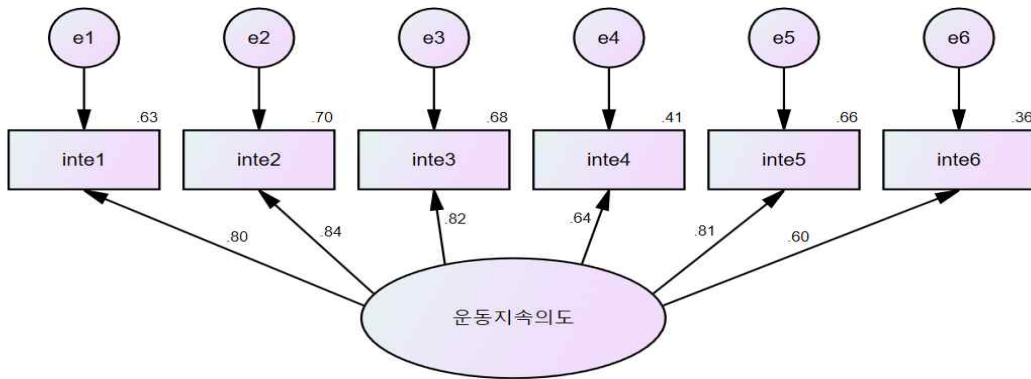 e1 e2 e3 e4 e5 e6
.63 .70 .68 .41 .66 .36
inte1 inte2 inte3 inte4 inte5 inte6
.80 .84 .82 .64 .81 .60
운동지속의도